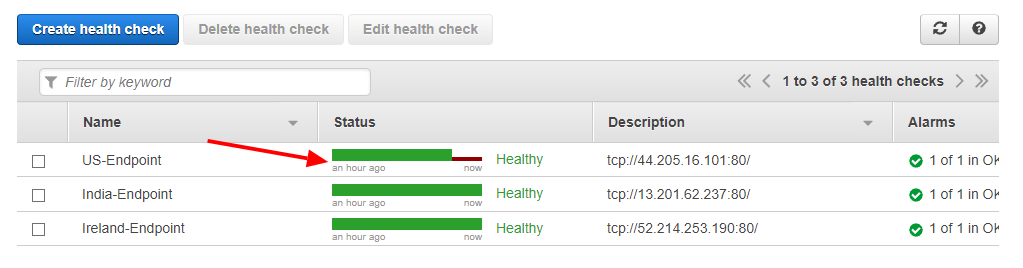 Create health check Delete health check Edit health check
Filter by keyword 1 to 3 of 3 health checks
Name Status Description Alarms
US-Endpoint Healthy tcp://44.205.16.101:80/ 1 of 1 in OK
an hour ago now
India-Endpoint Healthy tcp://13.201.62.237:80/ 1 of 1 in OK
an hour ago now
Ireland-Endpoint Healthy tcp://52.214.253.190:80/ 1 of 1 in OK
an hour ago now